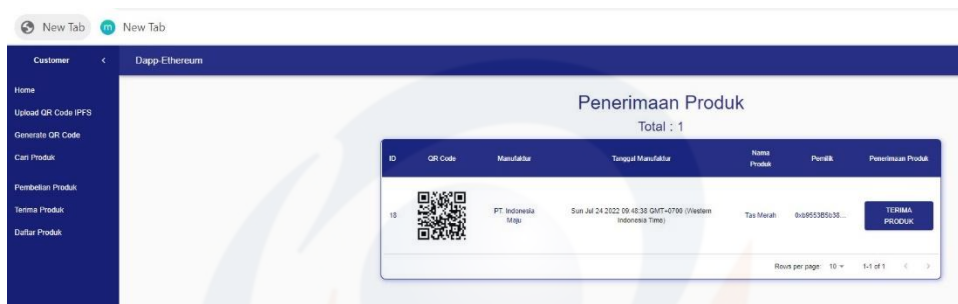 New Tab
m New Tab
Customer <
Dapp-Ethereum
Home
Upload QR Code IPFS
Generate QR Code
Cari Produk
Pembelian Produk
Terima Produk
Daftar Produk
Penerimaan Produk
Total : 1
ID QR Code Manufaktur Tanggal Manufaktur Nama Produk Pemilik Penerimaan Produk
18 PT. Indonesia Sun Jul 24 2022 09:48:38 GMT+0700 (Western Tas Merah 0xb9553B5b38... TERIMA
Maju Indonesia Time) PRODUK
Rows per page: 10 1-1 of 1 < >